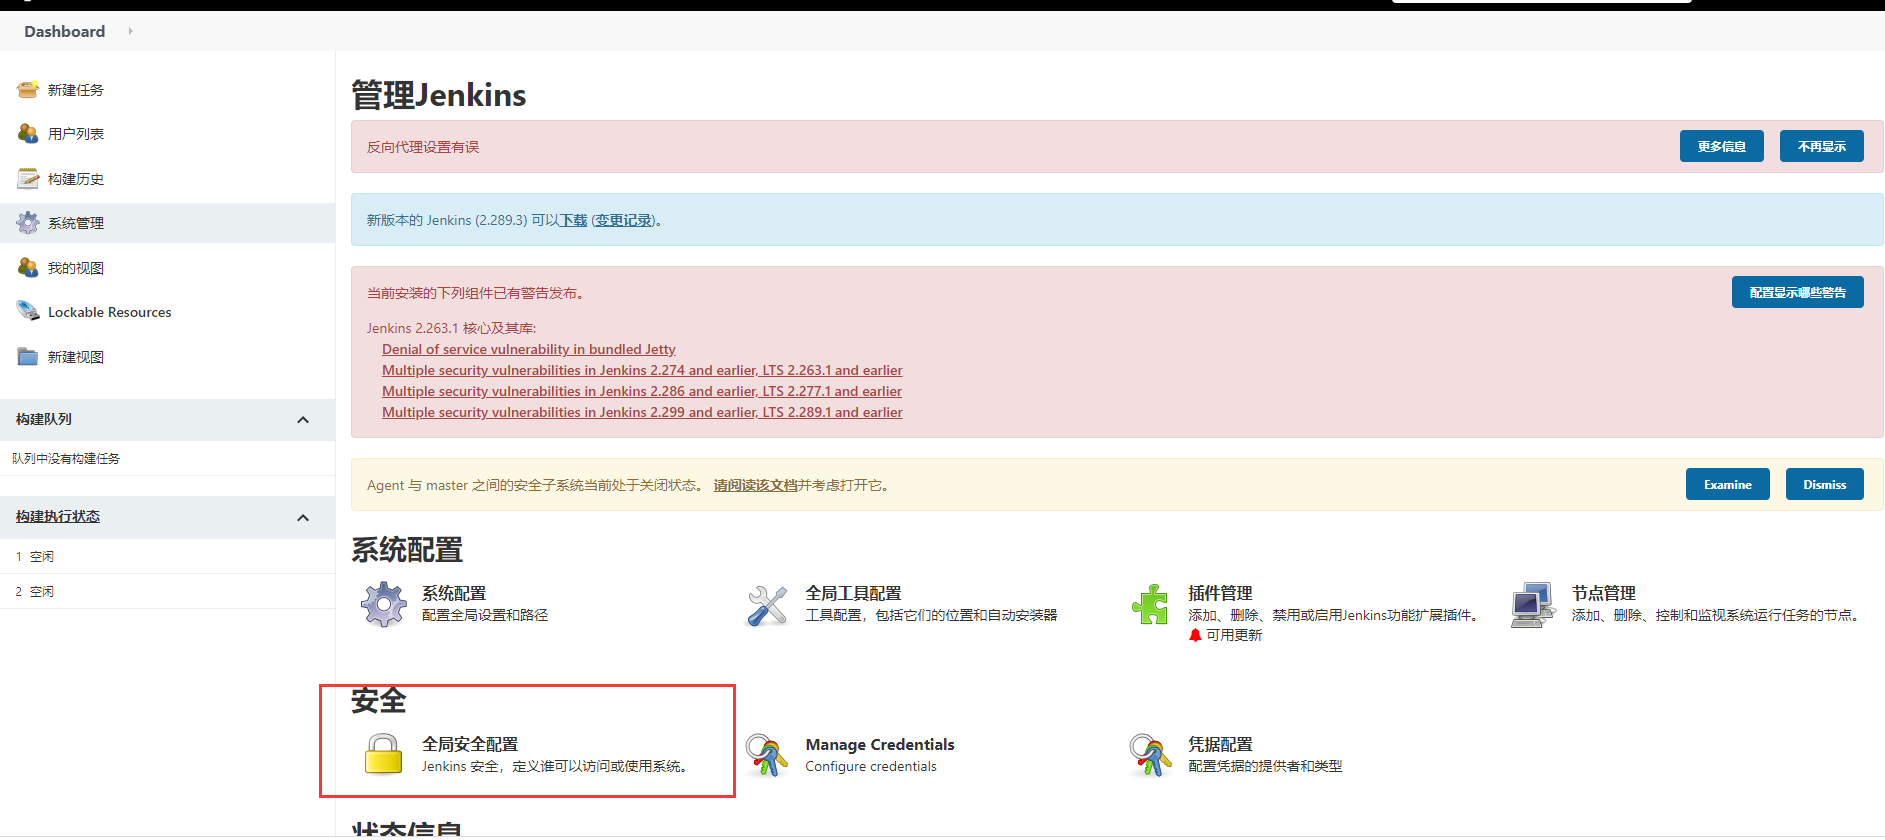 Dashboard
新建任务
用户列表
构建历史
系统管理
我的视图
Lockable Resources
新建视图
构建队列
队列中没有构建任务
构建执行状态
1 空闲
2 空闲
管理Jenkins
反向代理设置有误
更多信息
不再显示
新版本的 Jenkins (2.289.3) 可以下载 (变更记录)。
当前安装的下列组件已有警告发布。
配置显示哪些警告
Jenkins 2.263.1 核心及其库:
Denial of service vulnerability in bundled Jetty
Multiple security vulnerabilities in Jenkins 2.274 and earlier, LTS 2.263.1 and earlier
Multiple security vulnerabilities in Jenkins 2.286 and earlier, LTS 2.277.1 and earlier
Multiple security vulnerabilities in Jenkins 2.299 and earlier, LTS 2.289.1 and earlier
Agent 与 master 之间的安全子系统当前处于关闭状态。 请阅读该文档并考虑打开它。
Examine
Dismiss
系统配置
系统配置
配置全局设置和路径
全局工具配置
工具配置，包括它们的位置和自动安装器
插件管理
添加、删除、禁用或启用Jenkins功能扩展插件。
可用更新
节点管理
添加、删除、控制和监视系统运行任务的节点。
安全
全局安全配置
Jenkins 安全，定义谁可以访问或使用系统。
Manage Credentials
Configure credentials
凭据配置
配置凭据的提供者和类型
状态信息